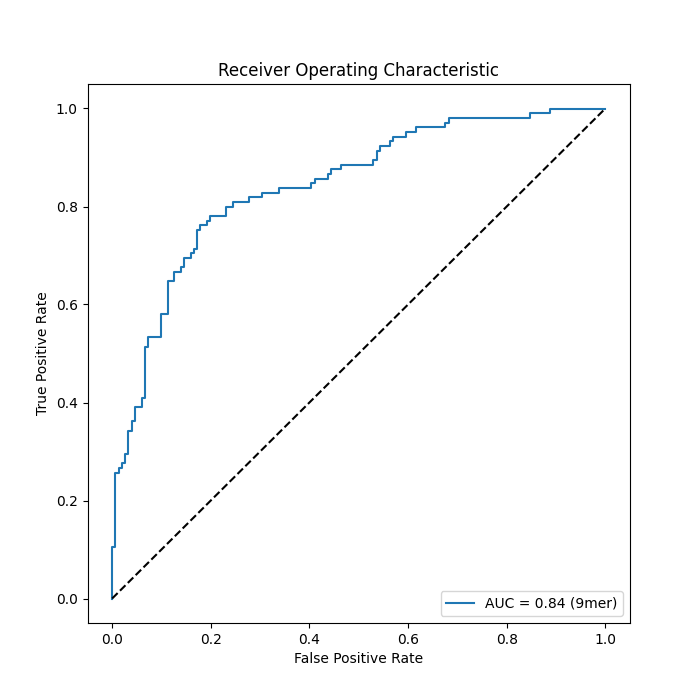 Receiver Operating Characteristic
True Positive Rate
1.0
0.8
0.6
0.4
0.2
0.0
AUC = 0.84 (9mer)
0.0 0.2 0.4 0.6 0.8 1.0
False Positive Rate